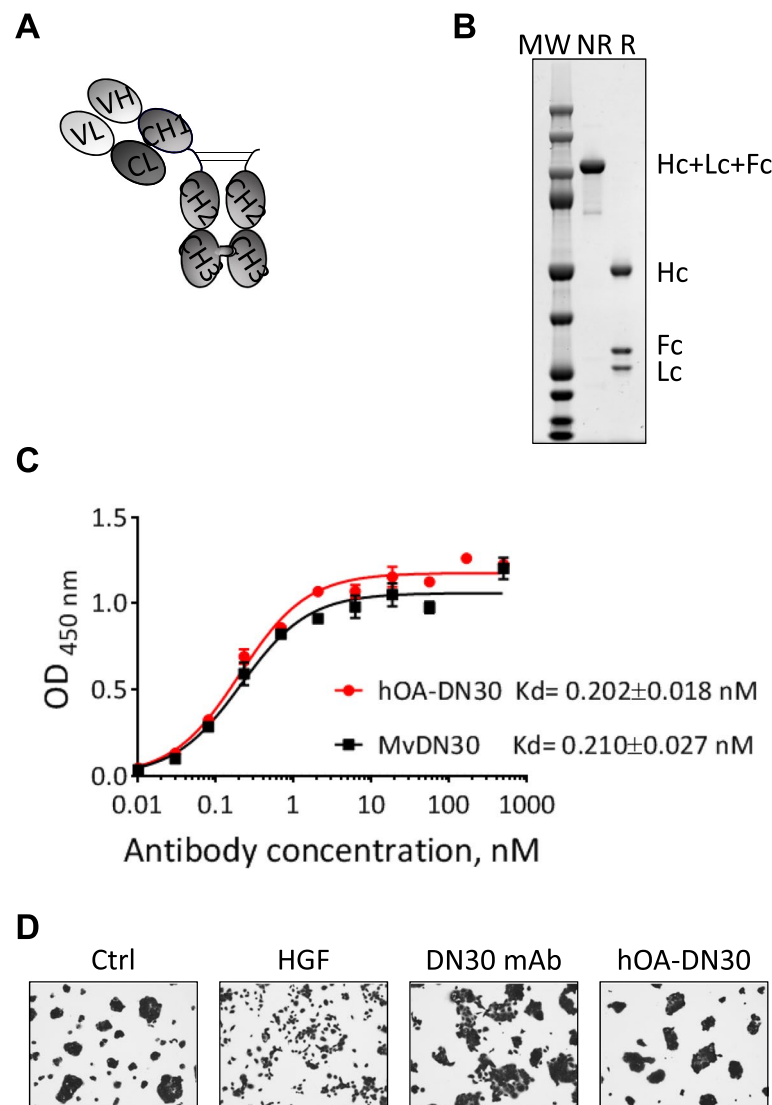 A
VH
VL
CH1
CL
CH2
CH2
CH3
CH3
B
MW NR R
Hc+Lc+Fc
Hc
Fc
Lc
C
OD 450 nm
1.5
1.0
0.5
0.0
hOA-DN30 Kd= 0.202±0.018 nM
MvDN30 Kd= 0.210±0.027 nM
0.01 0.1 1 10 100 1000
Antibody concentration, nM
D
Ctrl HGF DN30 mAb hOA-DN30